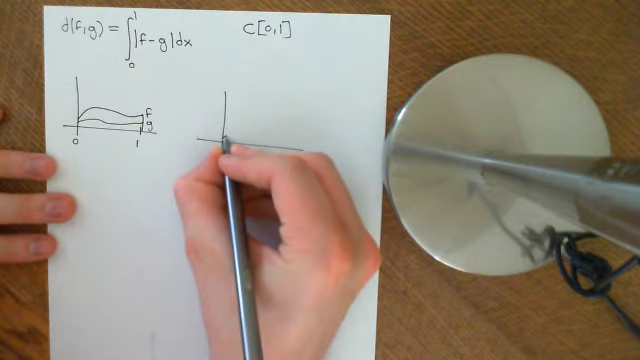 d(f,g) = ∫₀¹ |f-g| dx
C[0,1]
f
g
0 1